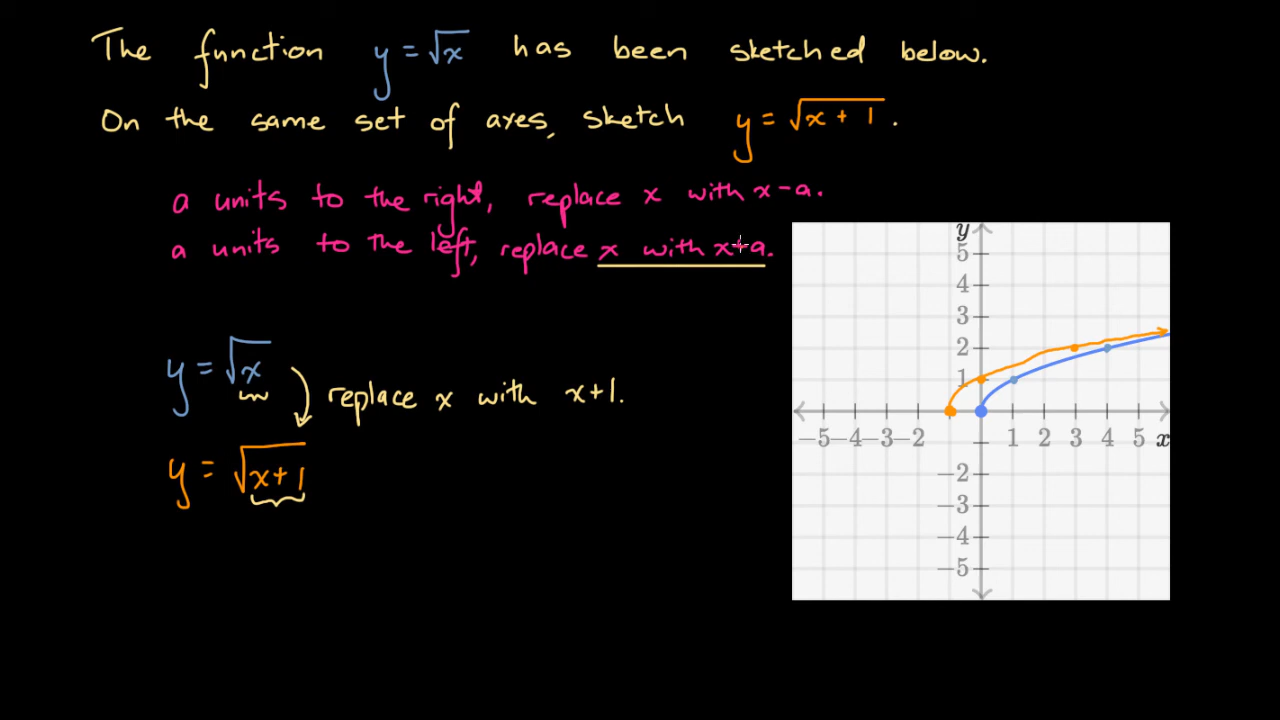 The function y = √x has been sketched below.
On the same set of axes, sketch y = √(x + 1).
a units to the right, replace x with x-a.
a units to the left, replace x with x+a.
y = √x
replace x with x+1.
y = √(x+1)
y
5
4
3
2
1
-5 -4 -3 -2 1 2 3 4 5 x
-2
-3
-4
-5